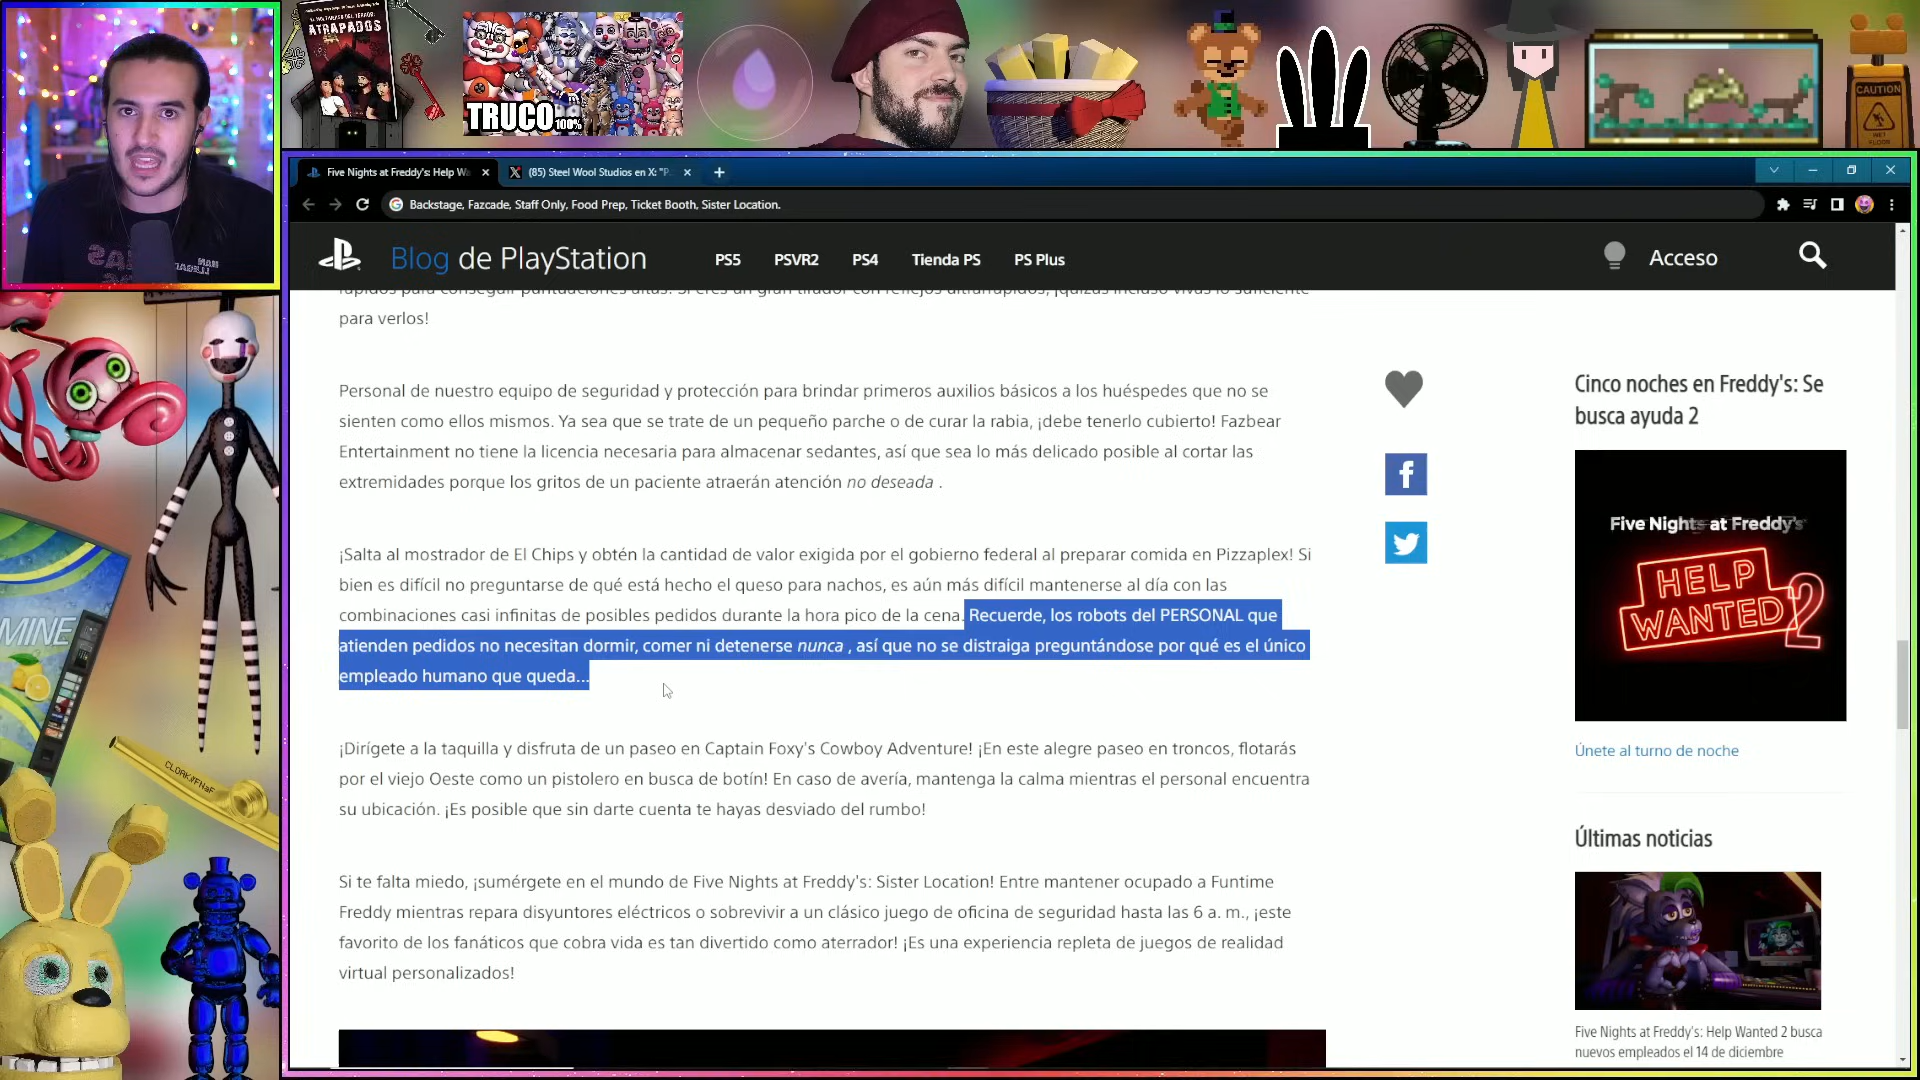 ATRAPADOS
TRUCO 100%
CAUTION
Five Nights at Freddy's: Help Wa
(85) Steel Wool Studios en X: "P
Backstage, Fazcade, Staff Only, Food Prep, Ticket Booth, Sister Location.
Blog de PlayStation
PS5
PSVR2
PS4
Tienda PS
PS Plus
Acceso
para verlos!
Personal de nuestro equipo de seguridad y protección para brindar primeros auxilios básicos a los huéspedes que no se
sienten como ellos mismos. Ya sea que se trate de un pequeño parche o de curar la rabia, ¡debe tenerlo cubierto! Fazbear
Entertainment no tiene la licencia necesaria para almacenar sedantes, así que sea lo más delicado posible al cortar las
extremidades porque los gritos de un paciente atraerán atención no deseada .
¡Salta al mostrador de El Chips y obtén la cantidad de valor exigida por el gobierno federal al preparar comida en Pizzaplex! Si
bien es difícil no preguntarse de qué está hecho el queso para nachos, es aún más difícil mantenerse al día con las
combinaciones casi infinitas de posibles pedidos durante la hora pico de la cena. Recuerde, los robots del PERSONAL que
atienden pedidos no necesitan dormir, comer ni detenerse nunca , así que no se distraiga preguntándose por qué es el único
empleado humano que queda...
¡Dirígete a la taquilla y disfruta de un paseo en Captain Foxy's Cowboy Adventure! ¡En este alegre paseo en troncos, flotarás
por el viejo Oeste como un pistolero en busca de botín! En caso de avería, mantenga la calma mientras el personal encuentra
su ubicación. ¡Es posible que sin darte cuenta te hayas desviado del rumbo!
Si te falta miedo, ¡sumérgete en el mundo de Five Nights at Freddy's: Sister Location! Entre mantener ocupado a Funtime
Freddy mientras repara disyuntores eléctricos o sobrevivir a un clásico juego de oficina de seguridad hasta las 6 a. m., ¡este
favorito de los fanáticos que cobra vida es tan divertido como aterrador! ¡Es una experiencia repleta de juegos de realidad
virtual personalizados!
Cinco noches en Freddy's: Se
busca ayuda 2
Five Nights at Freddy's
HELP
WANTED
2
Únete al turno de noche
Últimas noticias
Five Nights at Freddy's: Help Wanted 2 busca
nuevos empleados el 14 de diciembre
MINE
CLOAK//FNaF